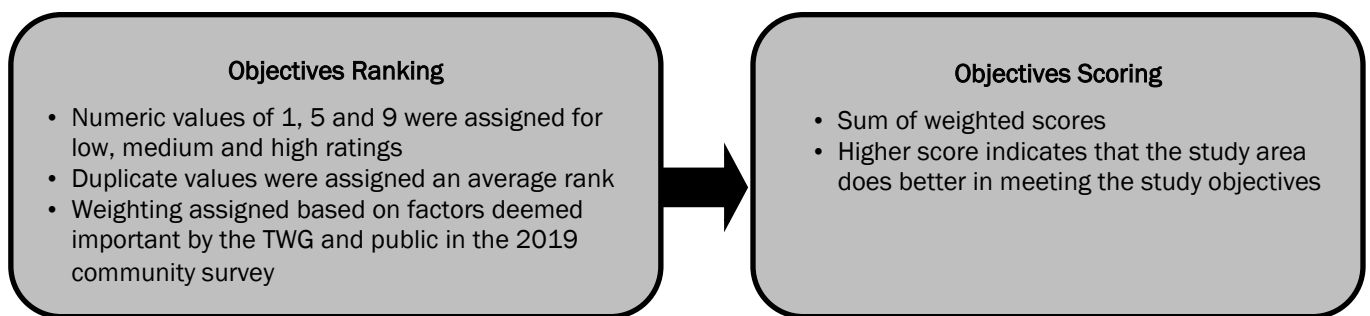 Objectives Ranking
• Numeric values of 1, 5 and 9 were assigned for
low, medium and high ratings
• Duplicate values were assigned an average rank
• Weighting assigned based on factors deemed
important by the TWG and public in the 2019
community survey
Objectives Scoring
• Sum of weighted scores
• Higher score indicates that the study area
does better in meeting the study objectives